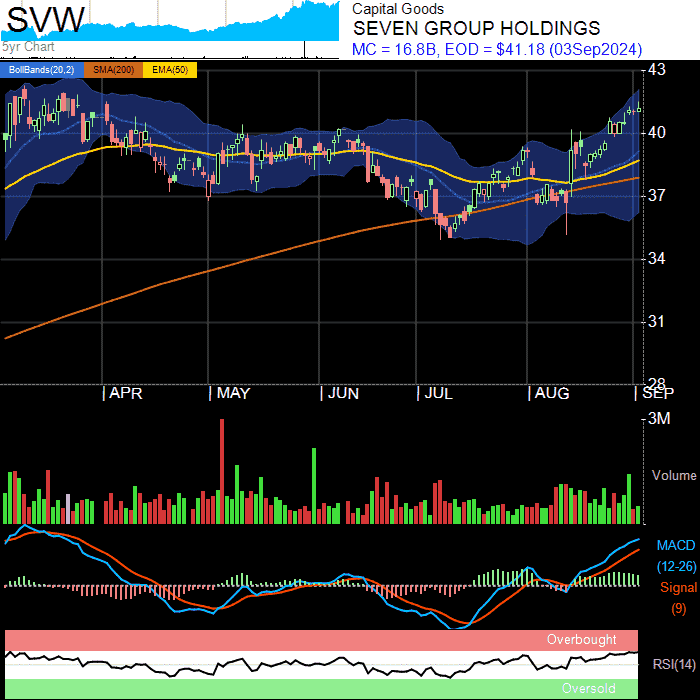 SVW
5yr Chart
Capital Goods
SEVEN GROUP HOLDINGS
MC = 16.8B, EOD = $41.18 (03Sep2024)
BollBands(20,2) SMA(200) EMA(50)
43
40
37
34
31
28
APR MAY JUN JUL AUG SEP
3M
Volume
MACD
(12-26)
Signal
(9)
Overbought
RSI(14)
Oversold